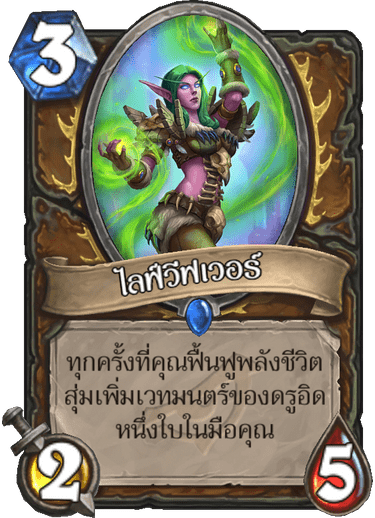 3
ไลฟ์วีฟเวอร์
ทุกครั้งที่คุณฟื้นฟูพลังชีวิต
สุ่มเพิ่มเวทมนตร์ของดรูอิด
หนึ่งใบในมือคุณ
2
5